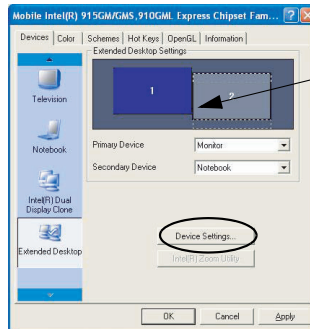 Mobile Intel(R) 915GM/GMS,910GML Express Chipset Fam...
Devices Color Schemes Hot Keys OpenGL Information
Extended Desktop Settings
1 2
Television
Primary Device Monitor
Notebook
Secondary Device Notebook
Intel(R) Dual
Display Clone
Device Settings...
Extended Desktop
Intel(R) Zoom Utility
OK Cancel Apply